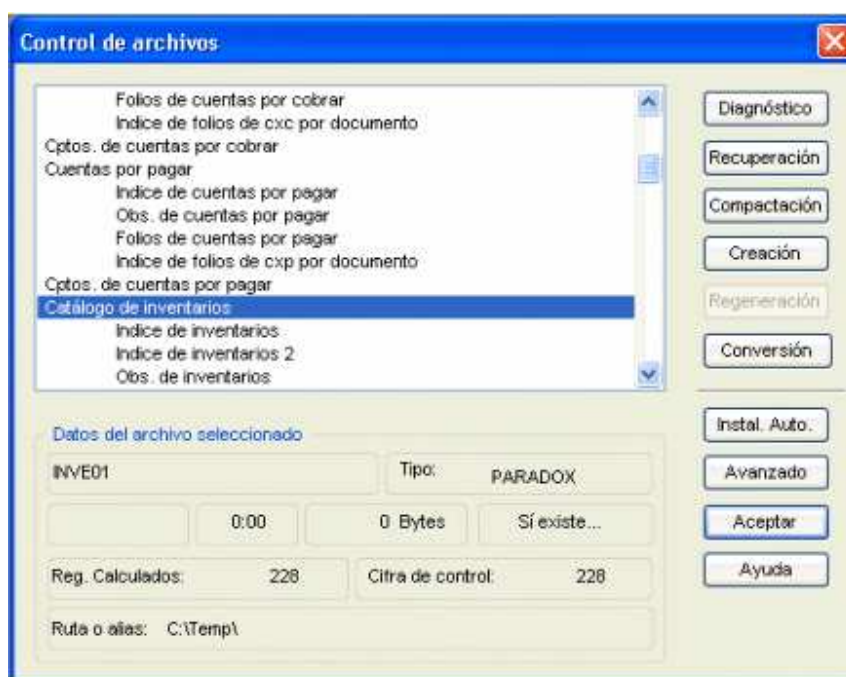 Control de archivos
Folios de cuentas por cobrar
Indice de folios de cxc por documento
Cptos. de cuentas por cobrar
Cuentas por pagar
Indice de cuentas por pagar
Obs. de cuentas por pagar
Folios de cuentas por pagar
Indice de folios de cxp por documento
Cptos. de cuentas por pagar
Catálogo de inventarios
Indice de inventarios
Indice de inventarios 2
Obs. de inventarios
Diagnóstico
Recuperación
Compactación
Creación
Regeneración
Conversión
Instal. Auto.
Avanzado
Aceptar
Ayuda
Datos del archivo seleccionado
INVE01 Tipo: PARADOX
0:00 0 Bytes Sí existe...
Reg. Calculados: 228 Cifra de control: 228
Ruta o alias: C:\Temp\